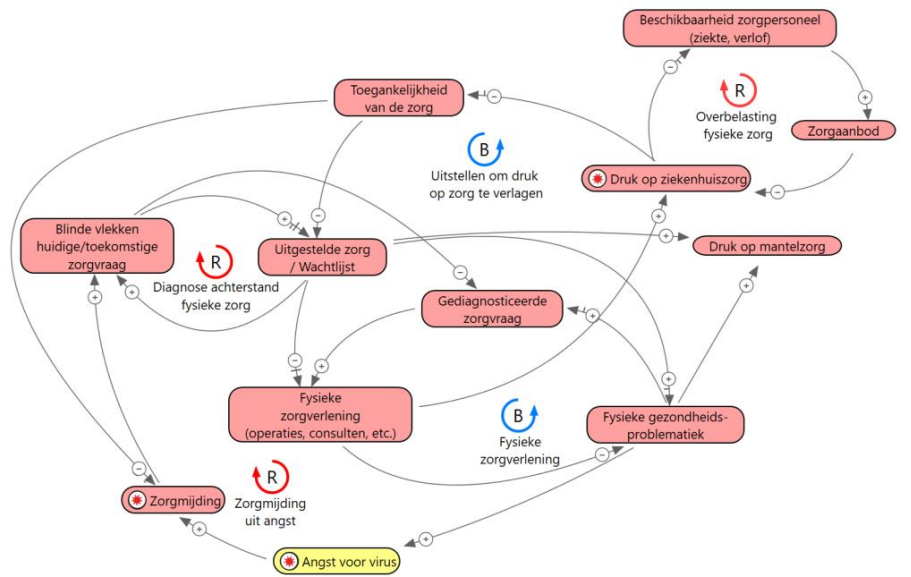 Beschikbaarheid zorgpersoneel
(ziekte, verlof)
Toegankelijkheid
van de zorg
R
Overbelasting
fysieke zorg
Zorgaanbod
B
Uitstellen om druk
op zorg te verlagen
Druk op ziekenhuiszorg
Blinde vlekken
huidige/toekomstige
zorgvraag
R
Diagnose achterstand
fysieke zorg
Uitgestelde zorg
/ Wachtlijst
Druk op mantelzorg
Gediagnosticeerde
zorgvraag
Fysieke
zorgverlening
(operaties, consulten, etc.)
B
Fysieke
zorgverlening
Fysieke gezondheids-
problematiek
R
Zorgmijding
uit angst
Zorgmijding
Angst voor virus